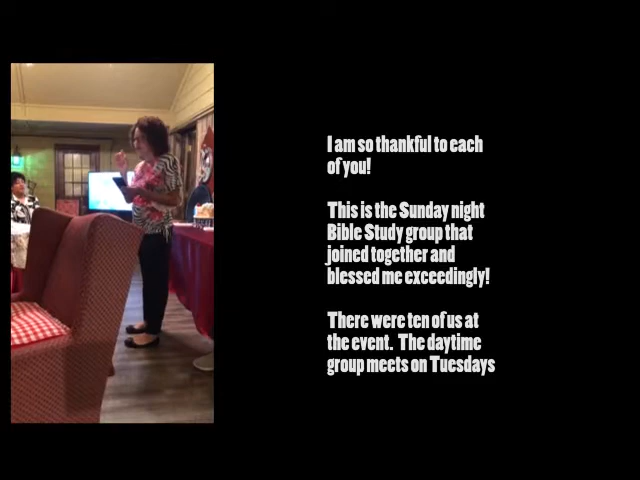 I am so thankful to each
of you!
This is the Sunday night
Bible Study group that
joined together and
blessed me exceedingly!
There were ten of us at
the event. The daytime
group meets on Tuesdays